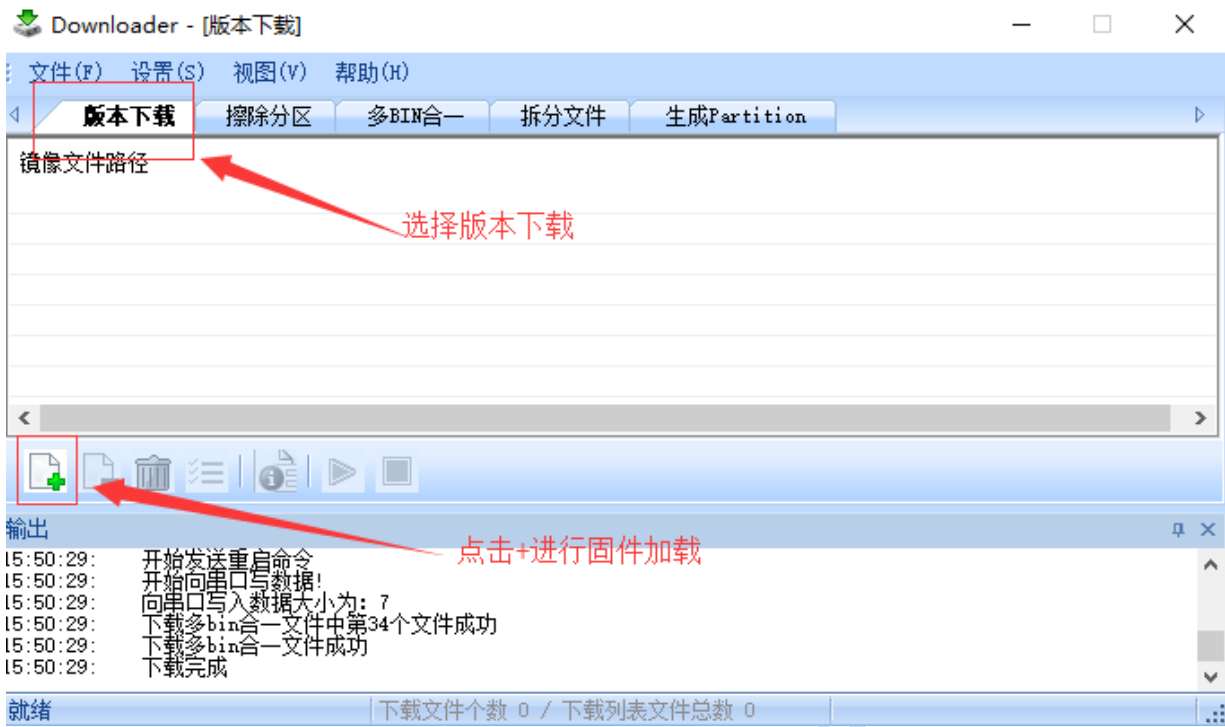 Downloader - [版本下载]
文件(F) 设置(S) 视图(V) 帮助(H)
版本下载 擦除分区 多BIN合一 拆分文件 生成Partition
镜像文件路径
选择版本下载
点击+进行固件加载
输出
15:50:29: 开始发送重启命令
15:50:29: 开始向串口写数据!
15:50:29: 向串口写入数据大小为: 7
15:50:29: 下载多bin合一文件中第34个文件成功
15:50:29: 下载多bin合一文件成功
15:50:29: 下载完成
就绪 下载文件个数 0 / 下载列表文件总数 0